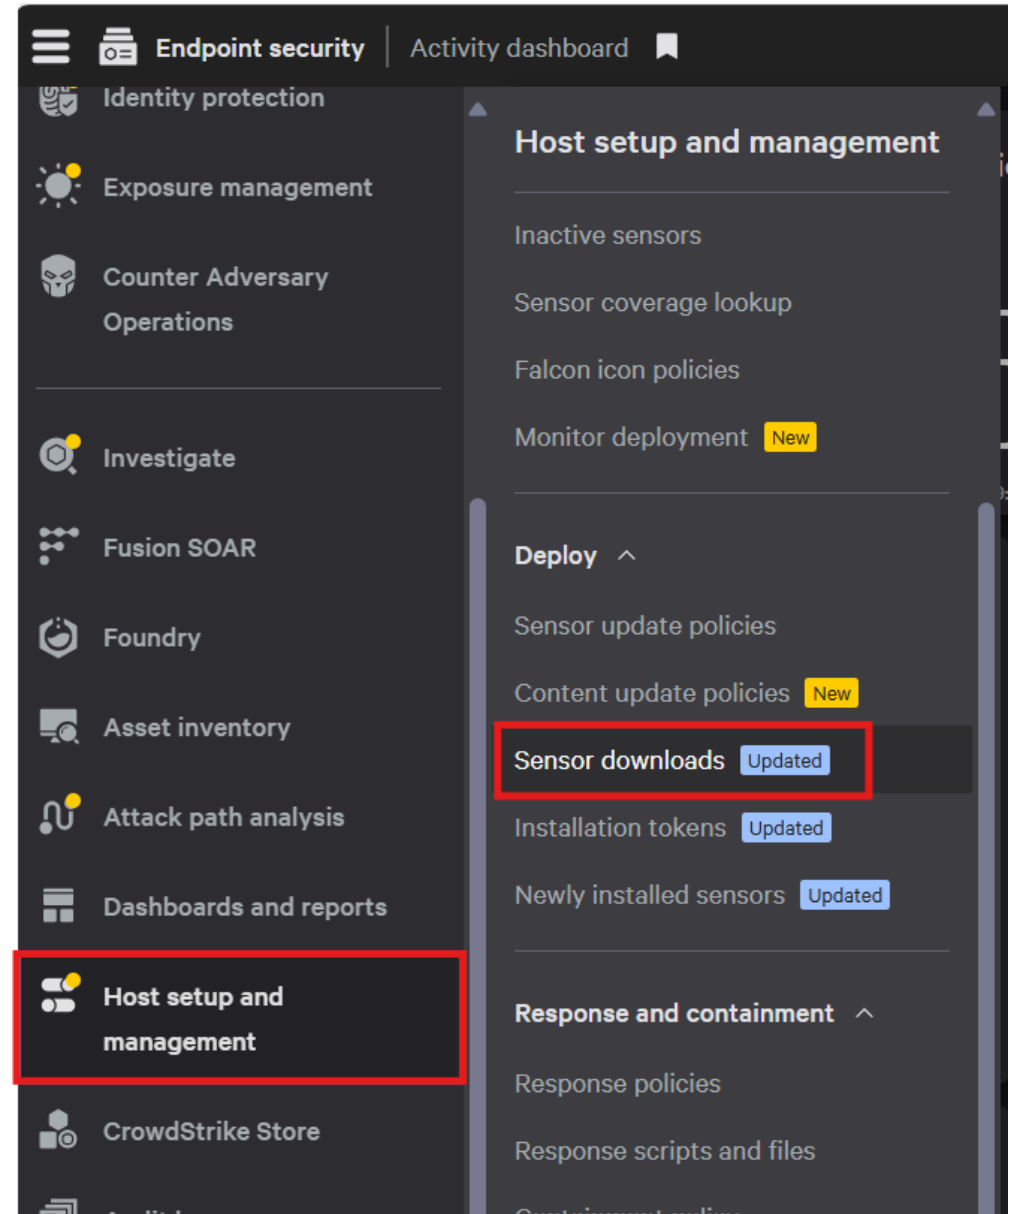 Endpoint security
Activity dashboard
Identity protection
Exposure management
Counter Adversary
Operations
Investigate
Fusion SOAR
Foundry
Asset inventory
Attack path analysis
Dashboards and reports
Host setup and
management
CrowdStrike Store
Host setup and management
Inactive sensors
Sensor coverage lookup
Falcon icon policies
Monitor deployment New
Deploy
Sensor update policies
Content update policies New
Sensor downloads Updated
Installation tokens Updated
Newly installed sensors Updated
Response and containment
Response policies
Response scripts and files